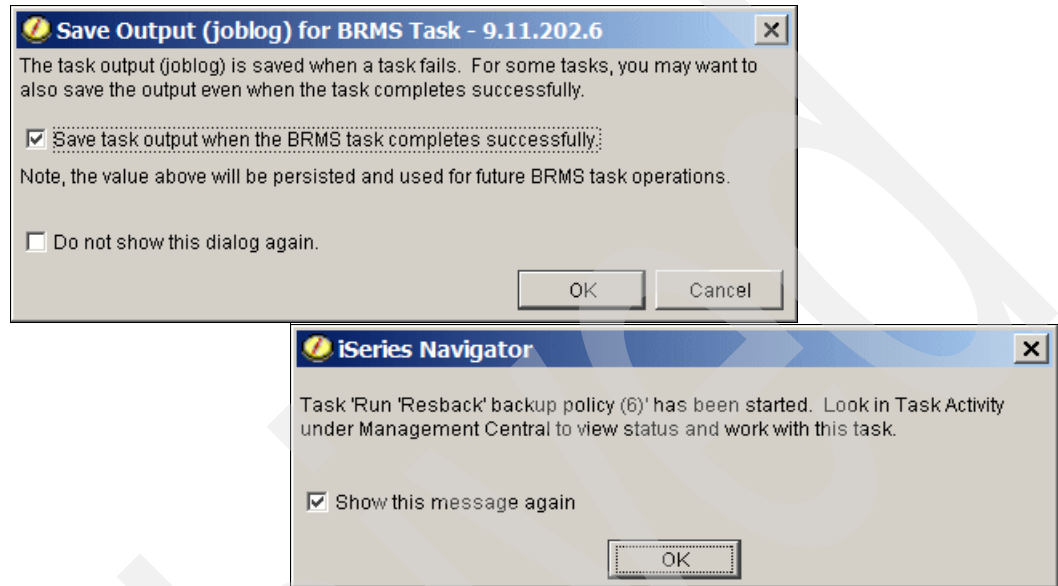 Save Output (joblog) for BRMS Task - 9.11.202.6
The task output (joblog) is saved when a task fails. For some tasks, you may want to
also save the output even when the task completes successfully.
Save task output when the BRMS task completes successfully.
Note, the value above will be persisted and used for future BRMS task operations.
Do not show this dialog again.
OK Cancel
iSeries Navigator
Task 'Run 'Resback' backup policy (6)' has been started. Look in Task Activity
under Management Central to view status and work with this task.
Show this message again
OK